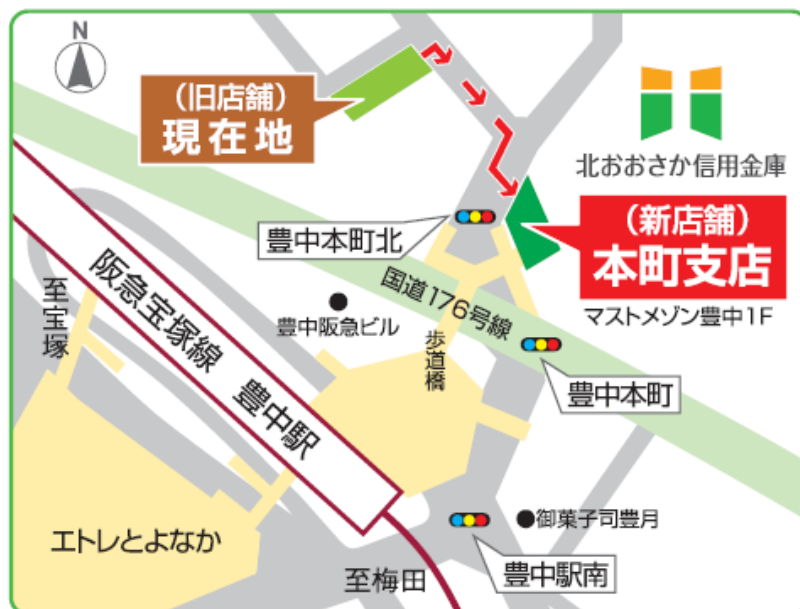 N
（旧店舗）
現在地
北おおさか信用金庫
（新店舗）
本町支店
マストメゾン豊中1F
豊中本町北
国道176号線
阪急宝塚線 豊中駅
至宝塚
豊中阪急ビル
歩道橋
豊中本町
エトレとよなか
御菓子司豊月
豊中駅南
至梅田